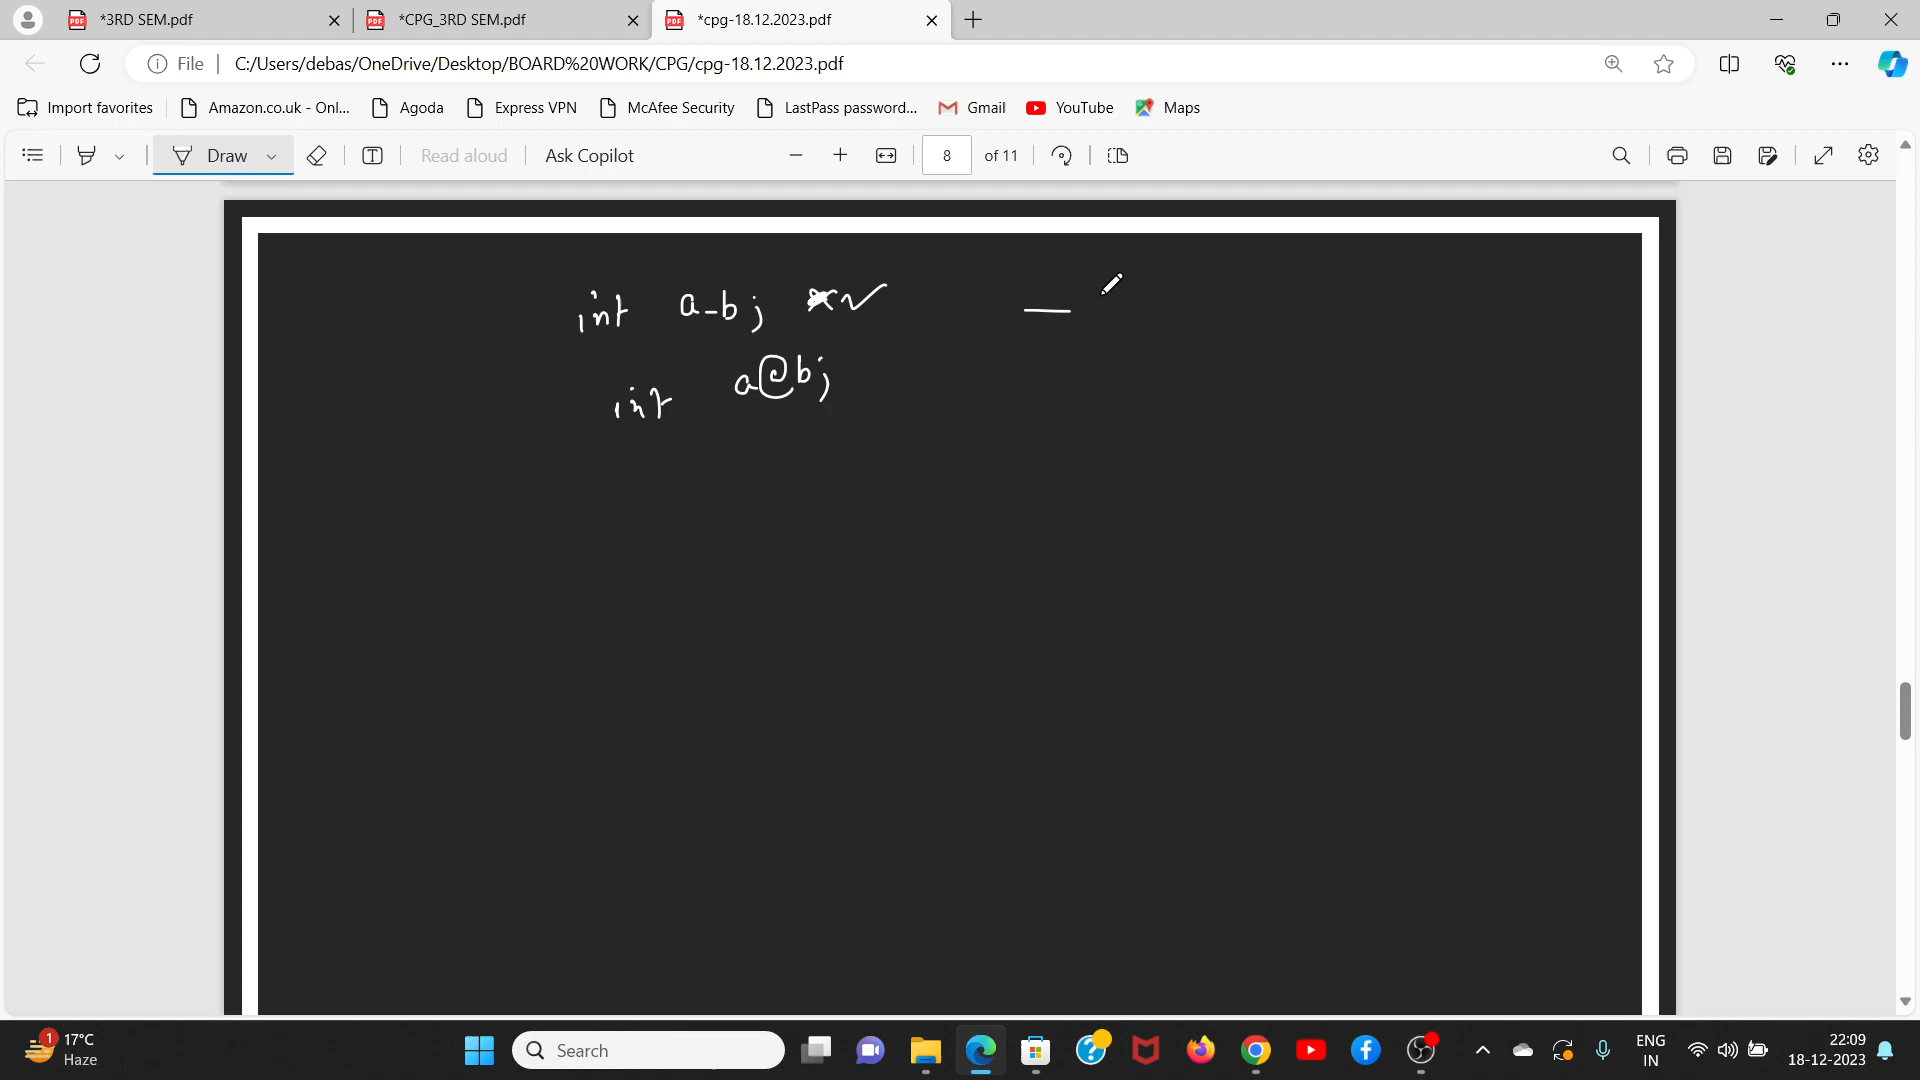 *3RD SEM.pdf
*CPG_3RD SEM.pdf
*cpg-18.12.2023.pdf
File
C:/Users/debas/OneDrive/Desktop/BOARD%20WORK/CPG/cpg-18.12.2023.pdf
Import favorites
Amazon.co.uk - Onl...
Agoda
Express VPN
McAfee Security
LastPass password...
Gmail
YouTube
Maps
Draw
Read aloud
Ask Copilot
8 of 11
int a_b;
int a@b;
1
17°C
Haze
Search
ENG
IN
22:09
18-12-2023